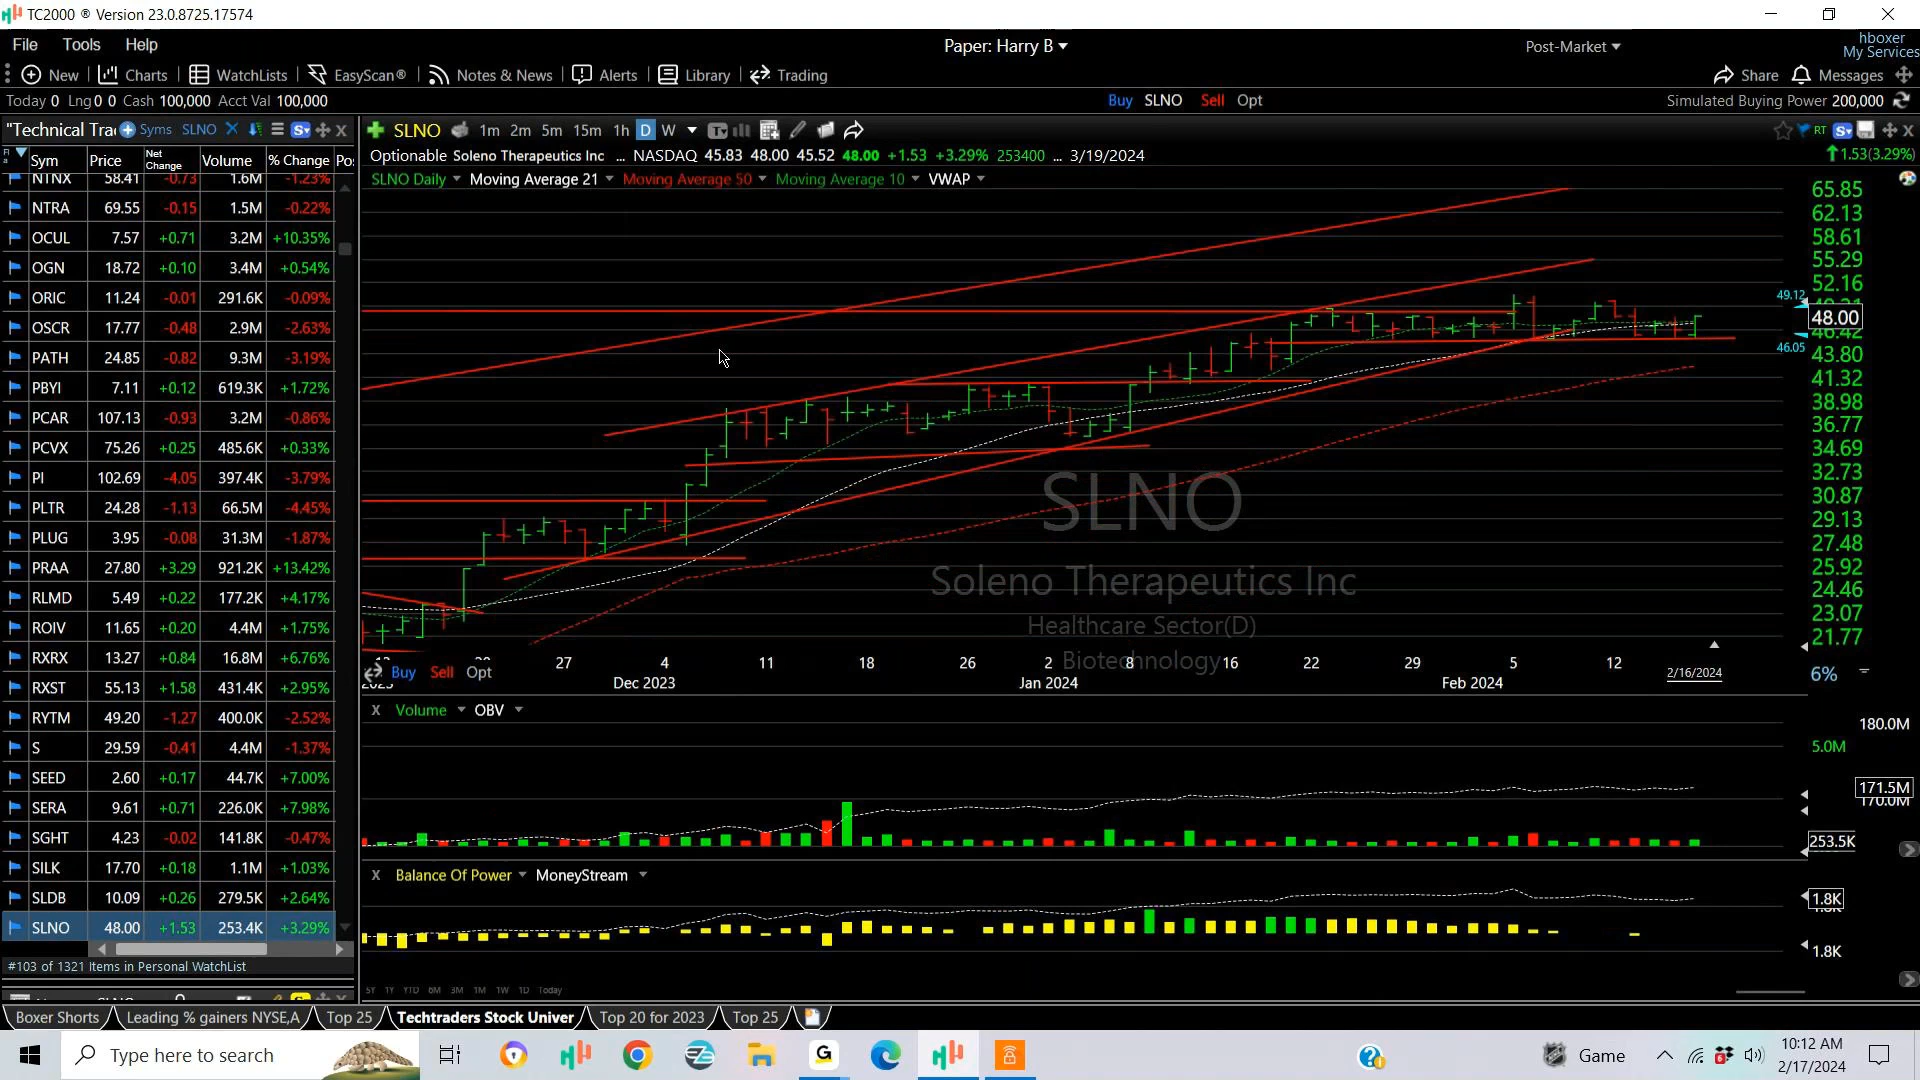 TC2000 ® Version 23.0.8725.17574
File Tools Help
Paper: Harry B
Post-Market
hboxer
My Services
New Charts WatchLists EasyScan® Notes & News Alerts Library Trading
Share Messages
Today 0 Lng 0 0 Cash 100,000 Acct Val 100,000
Buy SLNO Sell Opt
Simulated Buying Power 200,000
"Technical Tra Syms SLNO
SLNO 1m 2m 5m 15m 1h D W
RT
Sym Price Net Change Volume % Change Po
Optionable Soleno Therapeutics Inc ... NASDAQ 45.83 48.00 45.52 48.00 +1.53 +3.29% 253400 ... 3/19/2024
1.53(3.29%)
SLNO Daily Moving Average 21 Moving Average 50 Moving Average 10 VWAP
NTNX 58.41 -0.73 1.6M -1.23%
NTRA 69.55 -0.15 1.5M -0.22%
OCUL 7.57 +0.71 3.2M +10.35%
OGN 18.72 +0.10 3.4M +0.54%
ORIC 11.24 -0.01 291.6K -0.09%
OSCR 17.77 -0.48 2.9M -2.63%
PATH 24.85 -0.82 9.3M -3.19%
PBYI 7.11 +0.12 619.3K +1.72%
PCAR 107.13 -0.93 3.2M -0.86%
PCVX 75.26 +0.25 485.6K +0.33%
PI 102.69 -4.05 397.4K -3.79%
PLTR 24.28 -1.13 66.5M -4.45%
PLUG 3.95 -0.08 31.3M -1.87%
PRAA 27.80 +3.29 921.2K +13.42%
RLMD 5.49 +0.22 177.2K +4.17%
ROIV 11.65 +0.20 4.4M +1.75%
RXRX 13.27 +0.84 16.8M +6.76%
RXST 55.13 +1.58 431.4K +2.95%
RYTM 49.20 -1.27 400.0K -2.52%
S 29.59 -0.41 4.4M -1.37%
SEED 2.60 +0.17 44.7K +7.00%
SERA 9.61 +0.71 226.0K +7.98%
SGHT 4.23 -0.02 141.8K -0.47%
SILK 17.70 +0.18 1.1M +1.03%
SLDB 10.09 +0.26 279.5K +2.64%
SLNO 48.00 +1.53 253.4K +3.29%
#103 of 1321 Items in Personal WatchList
65.85
62.13
58.61
55.29
52.16
49.12
48.00
46.42
46.05
43.80
41.32
38.98
36.77
34.69
32.73
30.87
29.13
27.48
25.92
24.46
23.07
21.77
6%
SLNO
Soleno Therapeutics Inc
Healthcare Sector(D)
Biotechnology
27 4 11 18 26 2 8 16 22 29 5 12
Buy Sell Opt
2/16/2024
Dec 2023 Jan 2024 Feb 2024
Volume OBV
180.0M
5.0M
171.5M
170.0M
253.5K
Balance Of Power MoneyStream
1.8K
1.8K
5Y 1Y YTD 6M 3M 1M 1W 1D Today
Boxer Shorts Leading % gainers NYSE,A Top 25 Techtraders Stock Univer Top 20 for 2023 Top 25
Type here to search
Game
10:12 AM
2/17/2024